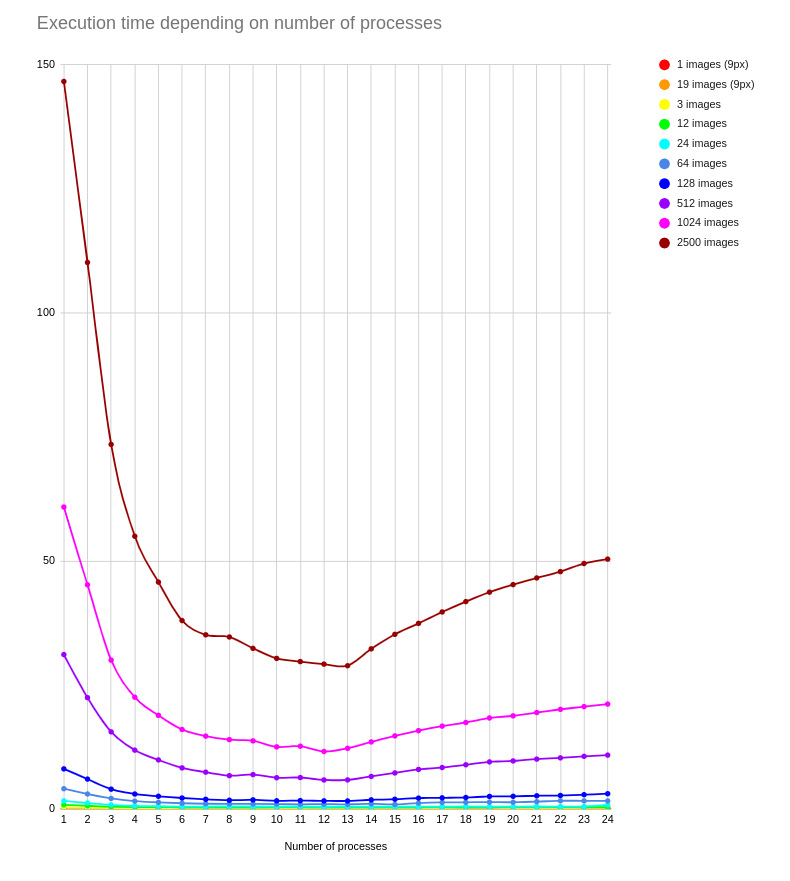 Execution time depending on number of processes
150
100
50
0
1 2 3 4 5 6 7 8 9 10 11 12 13 14 15 16 17 18 19 20 21 22 23 24
Number of processes
1 images (9px)
19 images (9px)
3 images
12 images
24 images
64 images
128 images
512 images
1024 images
2500 images